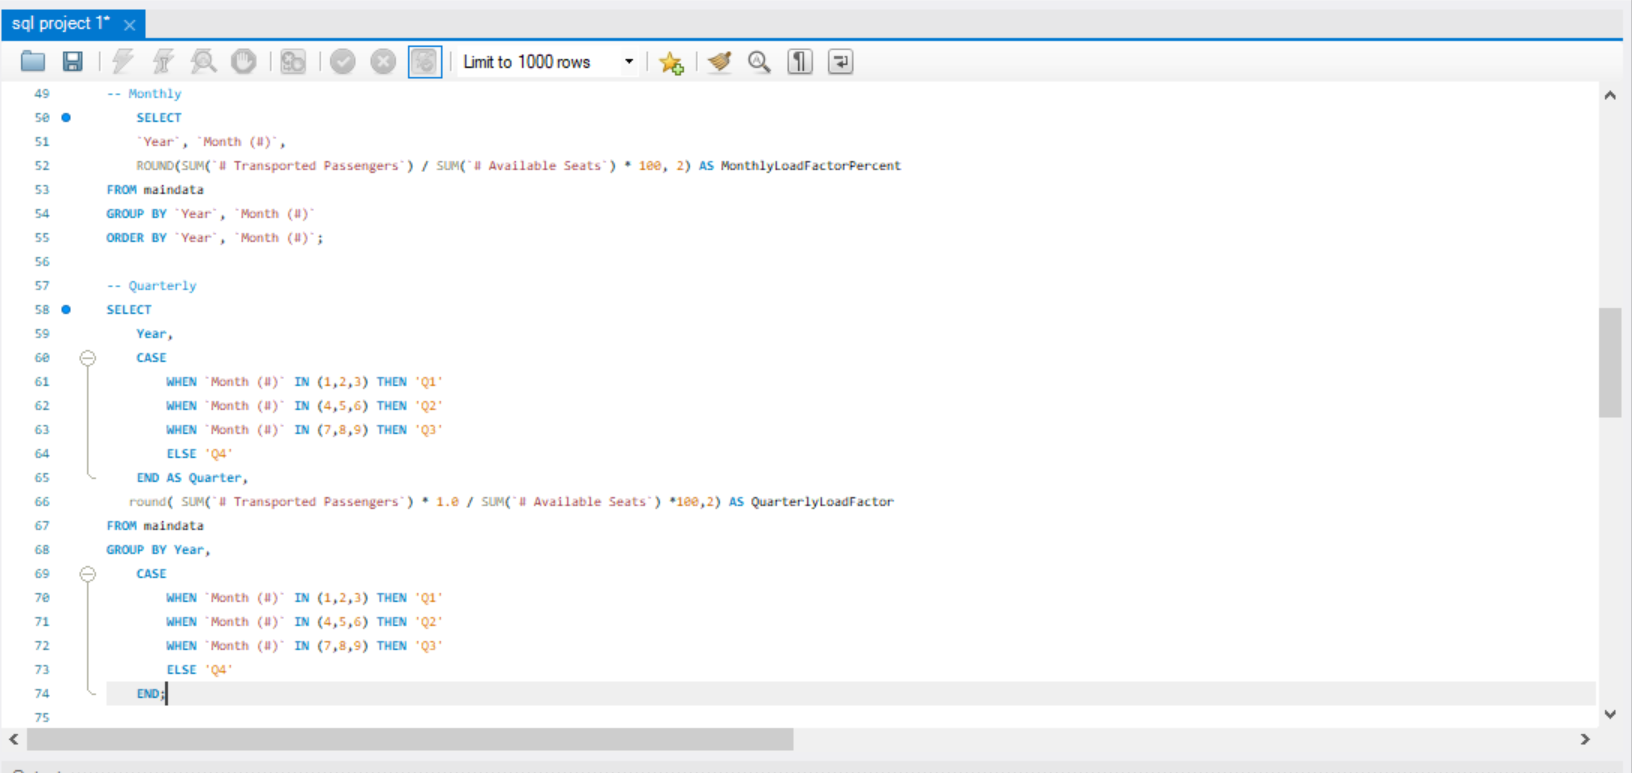 sql project 1*
Limit to 1000 rows
49 -- Monthly
50 SELECT
51 `Year`, `Month (#)`,
52 ROUND(SUM(`# Transported Passengers`) / SUM(`# Available Seats`) * 100, 2) AS MonthlyLoadFactorPercent
53 FROM maindata
54 GROUP BY `Year`, `Month (#)`
55 ORDER BY `Year`, `Month (#)`;
56
57 -- Quarterly
58 SELECT
59 Year,
60 CASE
61 WHEN `Month (#)` IN (1,2,3) THEN 'Q1'
62 WHEN `Month (#)` IN (4,5,6) THEN 'Q2'
63 WHEN `Month (#)` IN (7,8,9) THEN 'Q3'
64 ELSE 'Q4'
65 END AS Quarter,
66 round( SUM(`# Transported Passengers`) * 1.0 / SUM(`# Available Seats`) *100,2) AS QuarterlyLoadFactor
67 FROM maindata
68 GROUP BY Year,
69 CASE
70 WHEN `Month (#)` IN (1,2,3) THEN 'Q1'
71 WHEN `Month (#)` IN (4,5,6) THEN 'Q2'
72 WHEN `Month (#)` IN (7,8,9) THEN 'Q3'
73 ELSE 'Q4'
74 END;
75